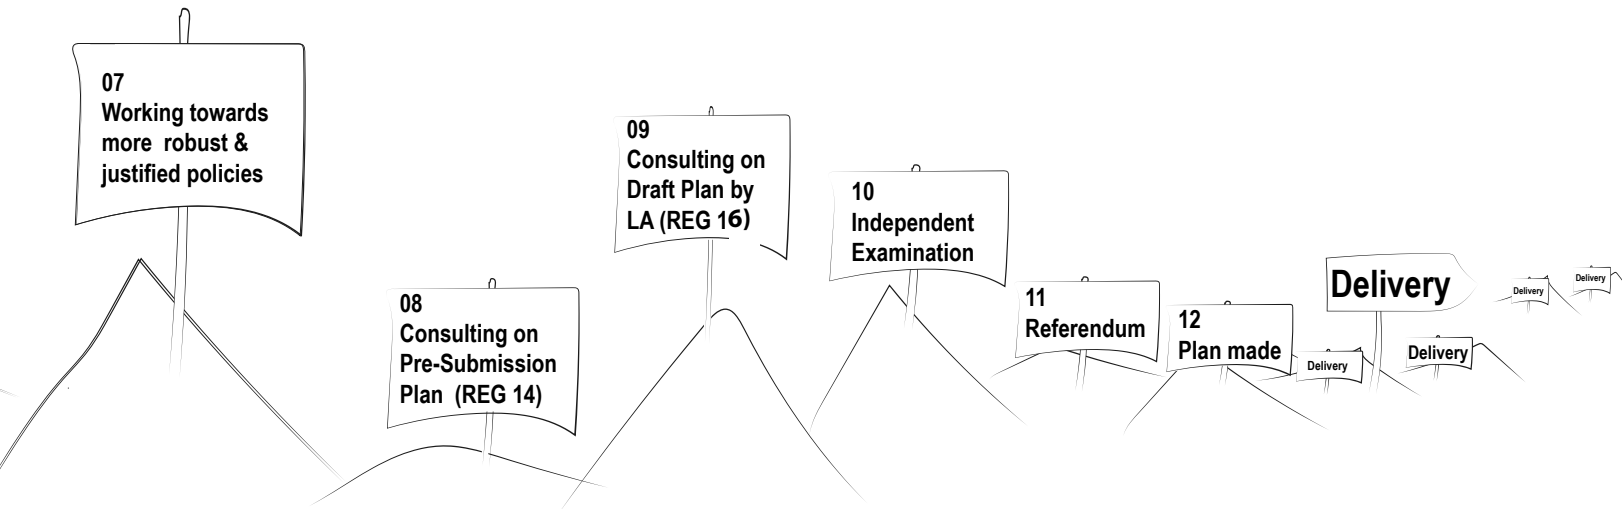 07
Working towards
more robust &
justified policies
08
Consulting on
Pre-Submission
Plan (REG 14)
09
Consulting on
Draft Plan by
LA (REG 16)
10
Independent
Examination
11
Referendum
12
Plan made
Delivery
Delivery
Delivery
Delivery
Delivery